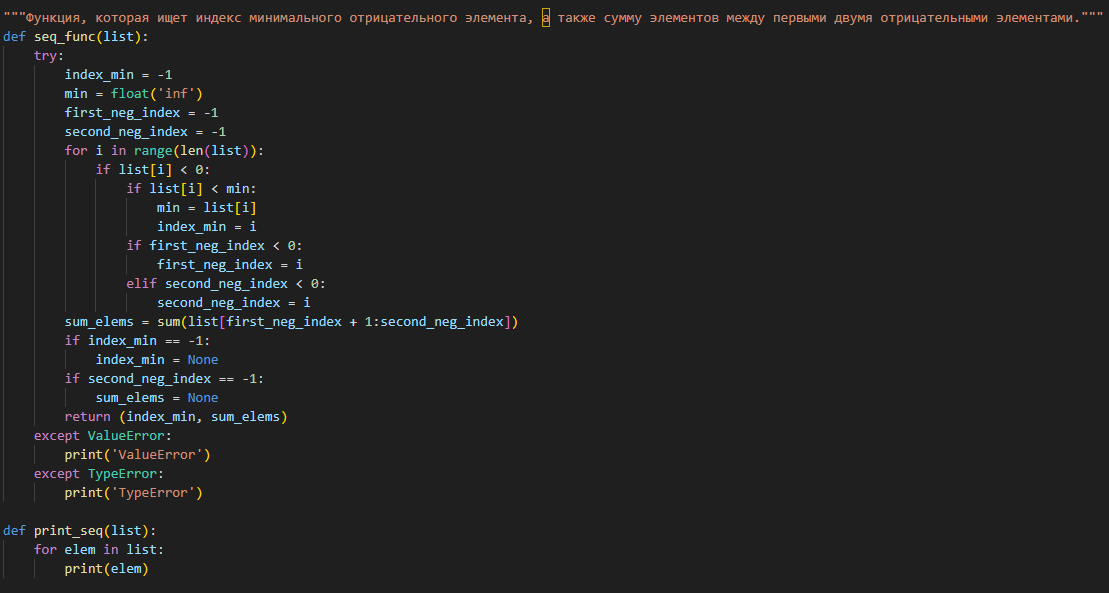 """Функция, которая ищет индекс минимального отрицательного элемента, а также сумму элементов между первыми двумя отрицательными элементами."""
def seq_func(list):
    try:
        index_min = -1
        min = float('inf')
        first_neg_index = -1
        second_neg_index = -1
        for i in range(len(list)):
            if list[i] < 0:
                if list[i] < min:
                    min = list[i]
                    index_min = i
                if first_neg_index < 0:
                    first_neg_index = i
                elif second_neg_index < 0:
                    second_neg_index = i
        sum_elems = sum(list[first_neg_index + 1:second_neg_index])
        if index_min == -1:
            index_min = None
        if second_neg_index == -1:
            sum_elems = None
        return (index_min, sum_elems)
    except ValueError:
        print('ValueError')
    except TypeError:
        print('TypeError')

def print_seq(list):
    for elem in list:
        print(elem)